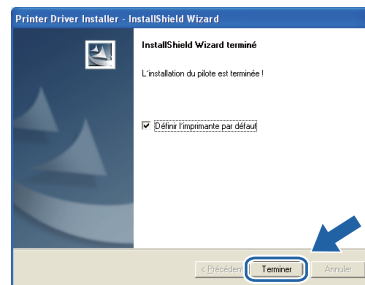 Printer Driver Installer - InstallShield Wizard
InstallShield Wizard terminé
L'installation du pilote est terminée !
Définir l'imprimante par défaut
< Précédent
Terminer
Annuler